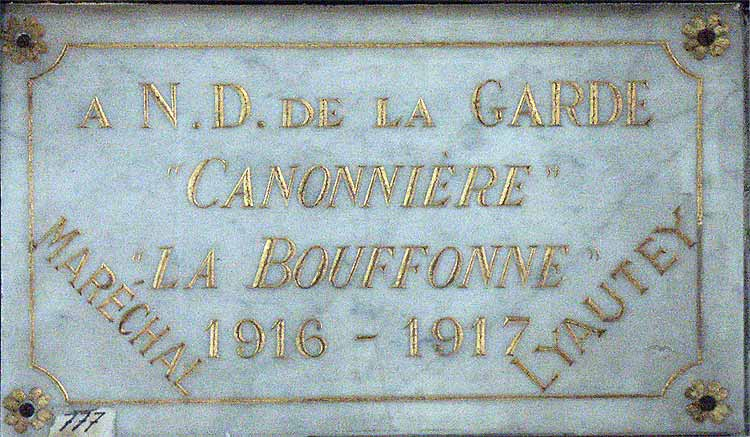 A N.D. DE LA GARDE
"CANONNIÈRE"
"LA BOUFFONNE"
1916 - 1917
MARÉCHAL
LYAUTEY
777